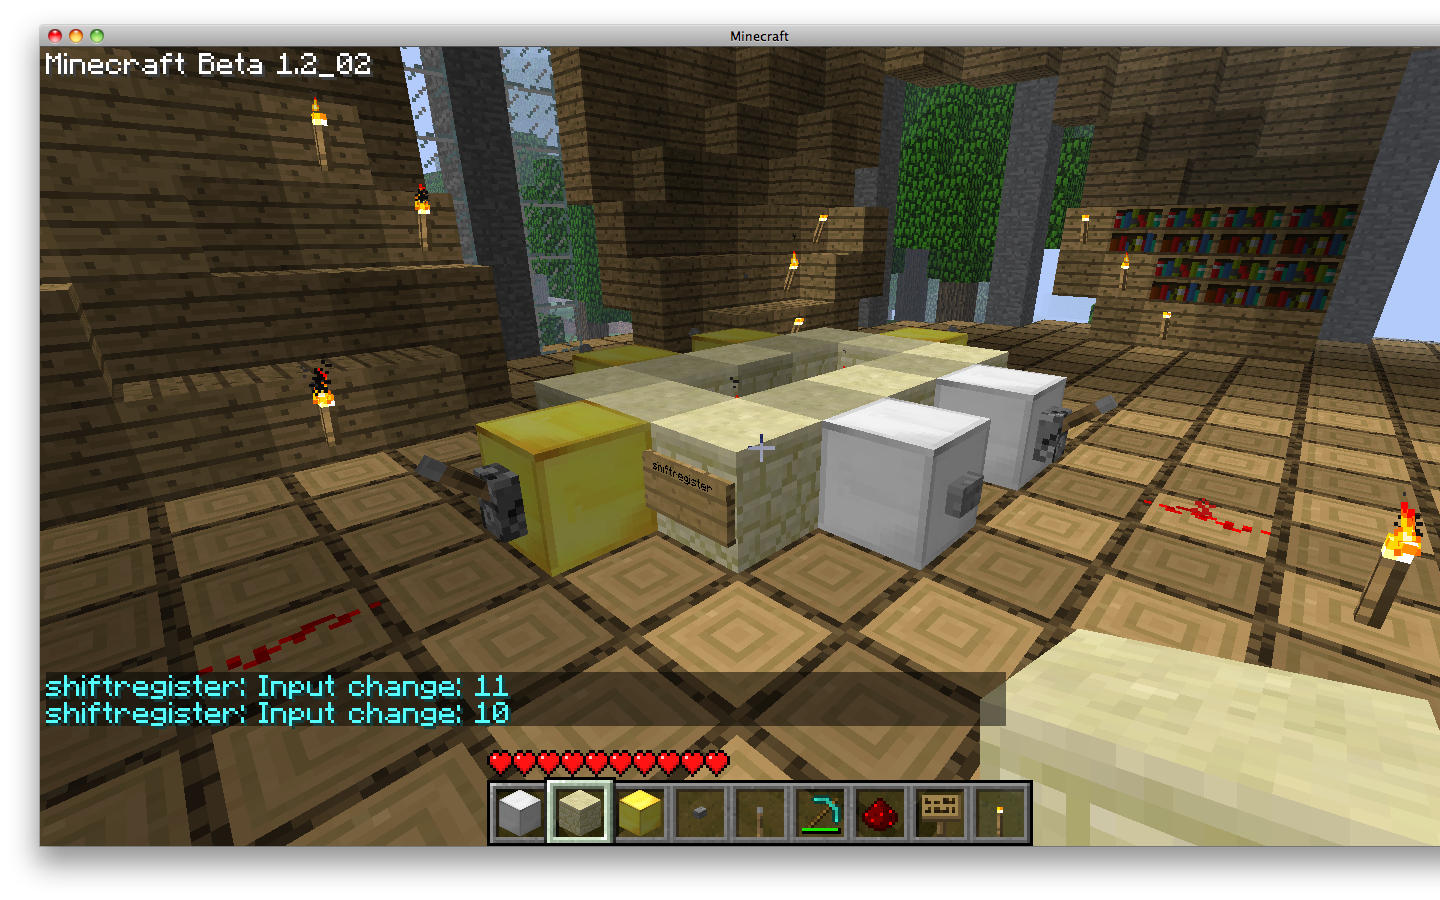 Minecraft
Minecraft Beta 1.2_02
shiftregister
shiftregister: Input change: 11
shiftregister: Input change: 10